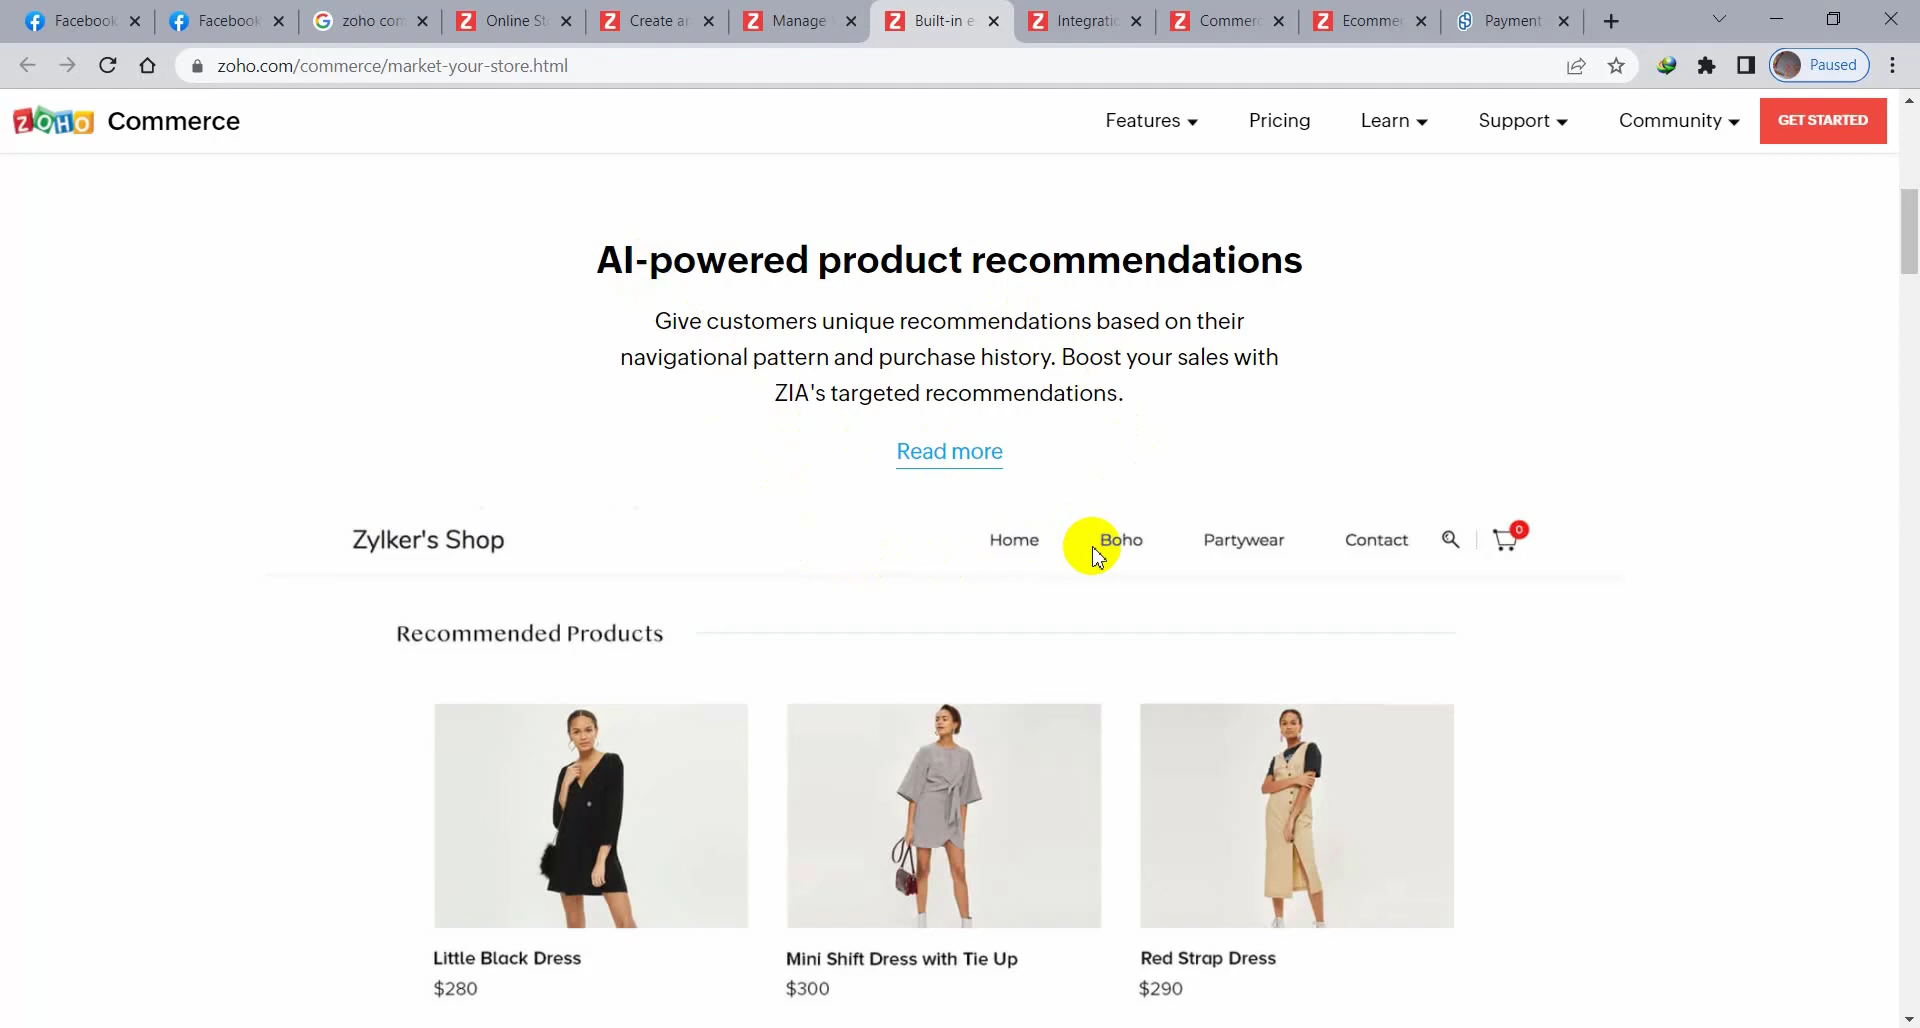 Facebook
Facebook
zoho com
Online St
Create an
Manage
Built-in e
Integratio
Commerc
Ecommer
Payment
zoho.com/commerce/market-your-store.html
Paused
ZOHO Commerce
Features
Pricing
Learn
Support
Community
GET STARTED
AI-powered product recommendations
Give customers unique recommendations based on their
navigational pattern and purchase history. Boost your sales with
ZIA's targeted recommendations.
Read more
Zylker's Shop
Home
Boho
Partywear
Contact
0
Recommended Products
Little Black Dress
$280
Mini Shift Dress with Tie Up
$300
Red Strap Dress
$290